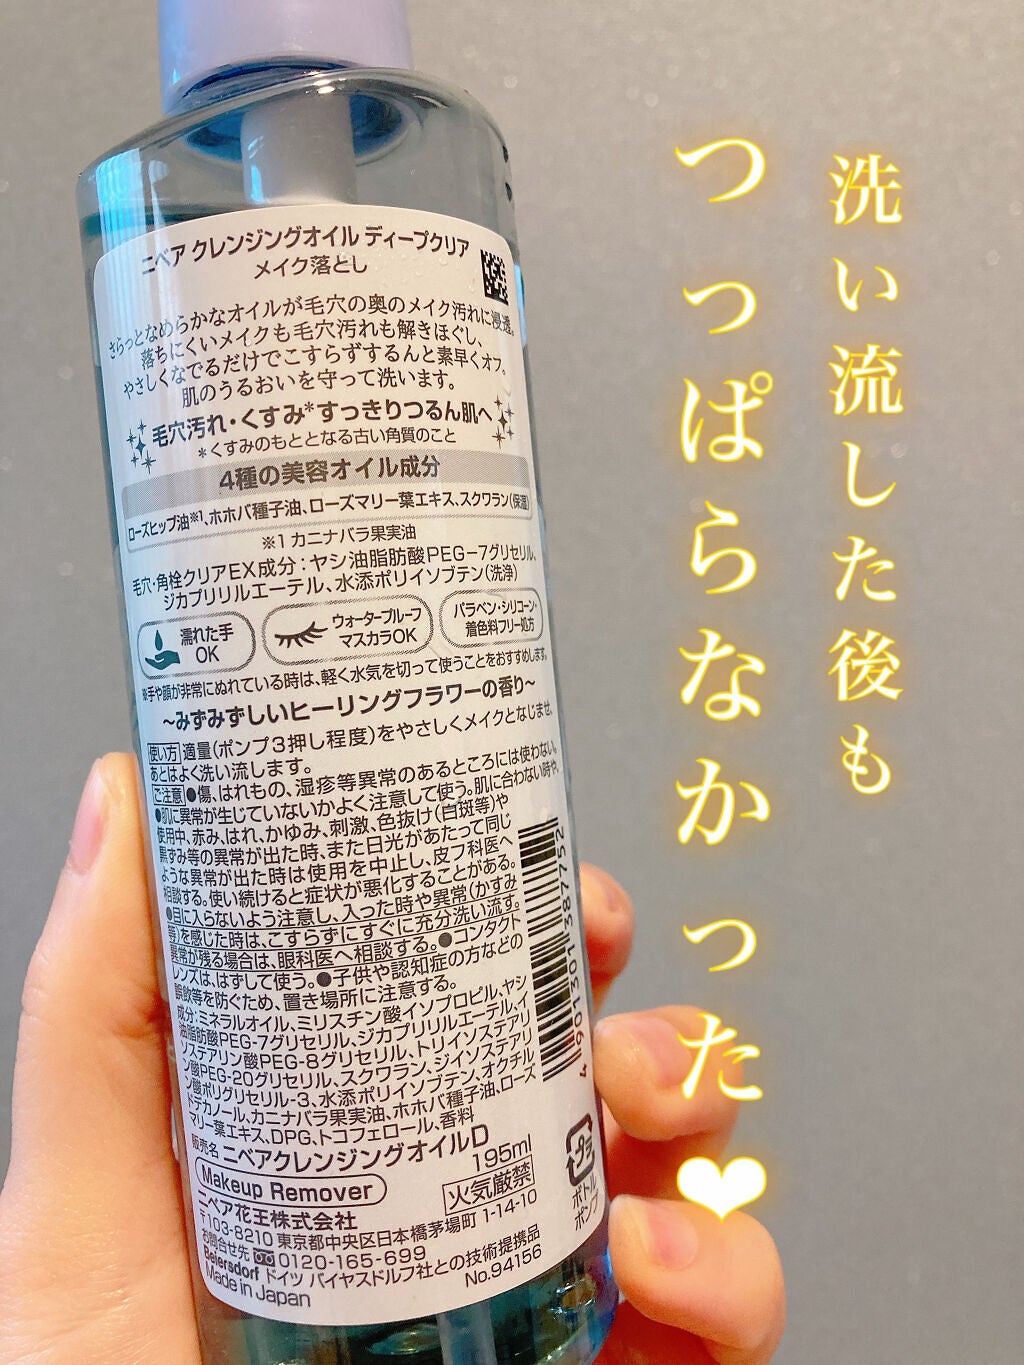 洗い流した後も
つっぱらなかった❤
ニベア クレンジングオイル ディープクリア
メイク落とし
さらっとなめらかなオイルが毛穴の奥のメイク汚れに浸透。
落ちにくいメイクも毛穴汚れも解きほぐし、
やさしくなでるだけでこすらずするんと素早くオフ。
肌のうるおいを守って洗います。
毛穴汚れ・くすみ*すっきりつるん肌へ
*くすみのもととなる古い角質のこと
4種の美容オイル成分
ローズヒップ油※1、ホホバ種子油、ローズマリー葉エキス、スクワラン(保湿)
※1 カニナバラ果実油
毛穴・角栓クリアEX成分：ヤシ油脂肪酸PEG-7グリセリル、
ジカプリリルエーテル、水添ポリイソブテン(洗浄)
濡れた手
OK
ウォータープルーフ
マスカラOK
パラベン・シリコーン・
着色料フリー処方
※手や顔が非常にぬれている時は、軽く水気を切って使うことをおすすめします。
～みずみずしいヒーリングフラワーの香り～
使い方 適量(ポンプ3押し程度)をやさしくメイクとなじませ、
あとはよく洗い流します。
ご注意 ●傷、はれもの、湿疹等異常のあるところには使わない。
●肌に異常が生じていないかよく注意して使う。肌に合わない時や、
使用中、赤み、はれ、かゆみ、刺激、色抜け(白斑等)や
黒ずみ等の異常が出た時、また日光があたって同じ
ような異常が出た時は使用を中止し、皮フ科医へ
相談する。使い続けると症状が悪化することがある。
●目に入らないよう注意し、入った時や異常(かすみ
等)を感じた時は、こすらずにすぐに充分洗い流す。
異常が残る場合は、眼科医へ相談する。●コンタクト
レンズは、はずして使う。●子供や認知症の方などの
誤飲等を防ぐため、置き場所に注意する。
成分：ミネラルオイル、ミリスチン酸イソプロピル、ヤシ
油脂肪酸PEG-7グリセリル、ジカプリリルエーテル、イ
ソステアリン酸PEG-8グリセリル、トリイソステアリ
ン酸PEG-20グリセリル、スクワラン、ジイソステアリ
ン酸ポリグリセリル-3、水添ポリイソブテン、オクチル
ドデカノール、カニナバラ果実油、ホホバ種子油、ローズ
マリー葉エキス、DPG、トコフェロール、香料
販売名 ニベアクレンジングオイルD
Makeup Remover
195ml
火気厳禁
ニベア花王株式会社
〒103-8210 東京都中央区日本橋茅場町 1-14-10
お問合せ先 0120-165-699
Beiersdorf ドイツ バイヤスドルフ社との技術提携品
Made in Japan
No.94156
4 901301 387752
プラ
ボトル
ポンプ